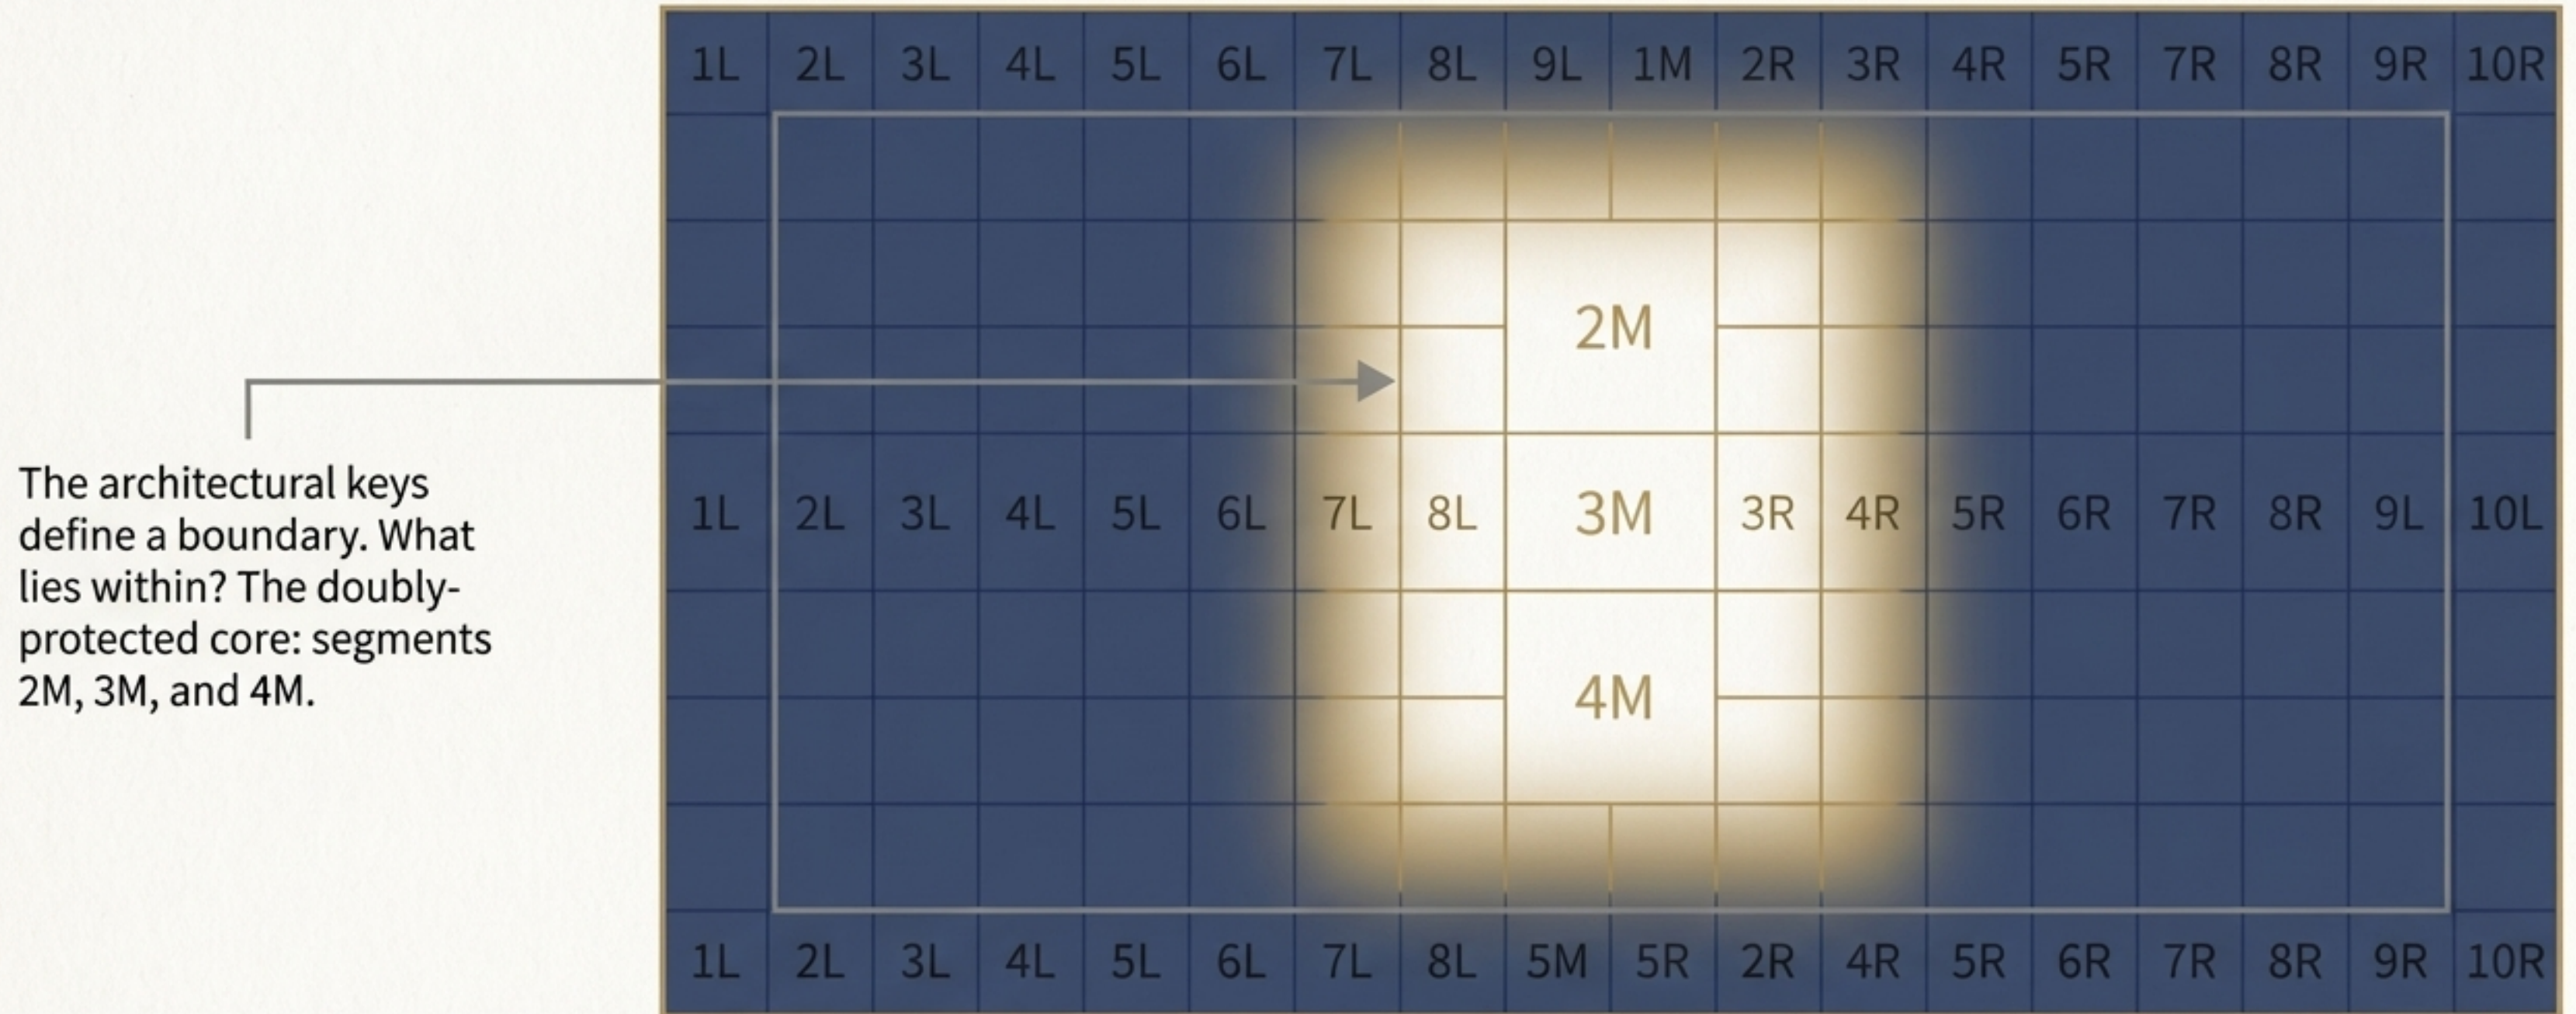 1L 2L 3L 4L 5L 6L 7L 8L 9L 1M 2R 3R 4R 5R 7R 8R 9R 10R
2M
The architectural keys
define a boundary. What
lies within? The doubly-
protected core: segments
2M, 3M, and 4M.
1L 2L 3L 4L 5L 6L 7L 8L 3M 3R 4R 5R 6R 7R 8R 9L 10L
4M
1L 2L 3L 4L 5L 6L 7L 8L 5M 5R 2R 4R 5R 6R 7R 8R 9R 10R